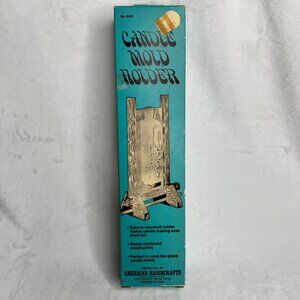 CANDLE
MOLD
HOLDER
• Easy-to-use mold holder
makes candle making even
more fun
• Sturdy hardwood
construction
• Perfect for most two-piece
candle molds
AMERICAN HANDICRAFTS